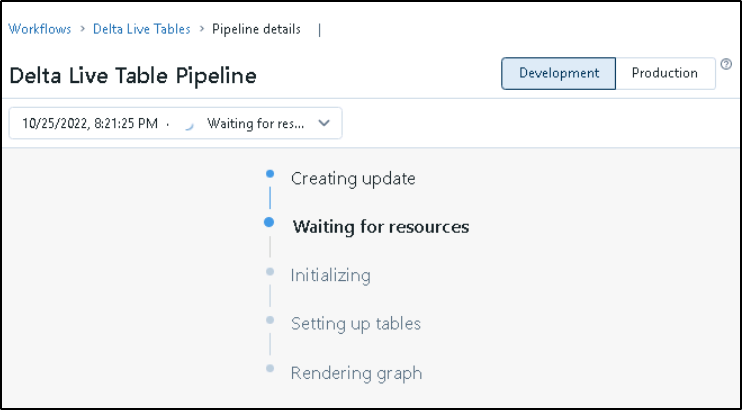 Workflows > Delta Live Tables > Pipeline details |
Delta Live Table Pipeline
Development Production ?
10/25/2022, 8:21:25 PM · Waiting for res...
Creating update
Waiting for resources
Initializing
Setting up tables
Rendering graph